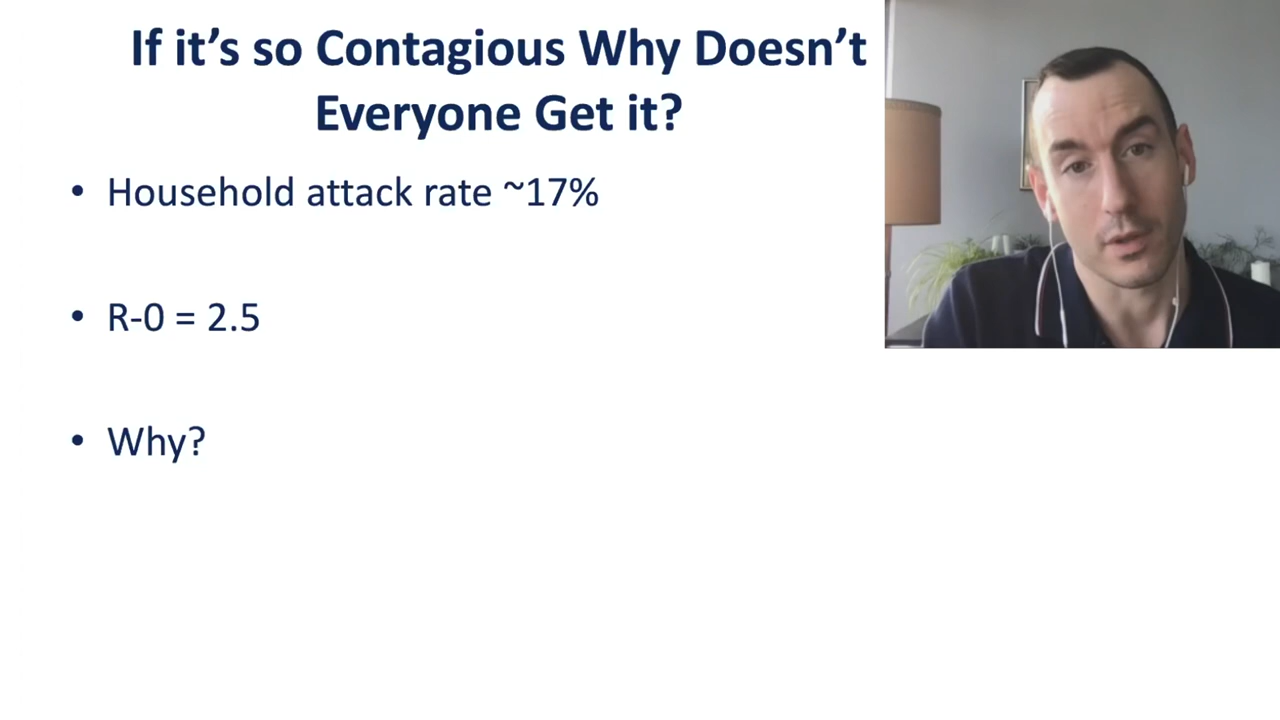 If it’s so Contagious Why Doesn’t
Everyone Get it?
• Household attack rate ~17%
• R-0 = 2.5
• Why?